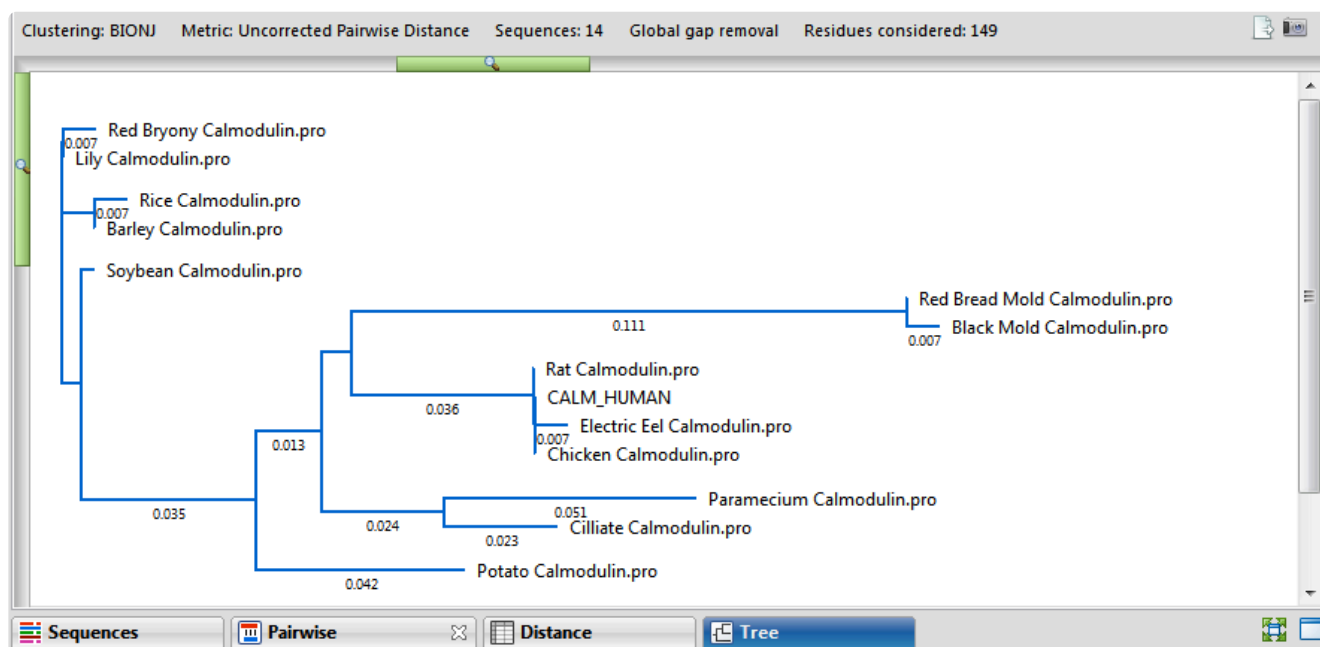 Clustering: BIONJ Metric: Uncorrected Pairwise Distance Sequences: 14 Global gap removal Residues considered: 149
Red Bryony Calmodulin.pro
0.007
Lily Calmodulin.pro
Rice Calmodulin.pro
0.007
Barley Calmodulin.pro
Soybean Calmodulin.pro
Red Bread Mold Calmodulin.pro
0.111
Black Mold Calmodulin.pro
0.007
Rat Calmodulin.pro
CALM_HUMAN
0.036
Electric Eel Calmodulin.pro
0.007
0.013
Chicken Calmodulin.pro
Paramecium Calmodulin.pro
0.051
0.035
0.024
Cilliate Calmodulin.pro
0.023
Potato Calmodulin.pro
0.042
Sequences Pairwise Distance Tree